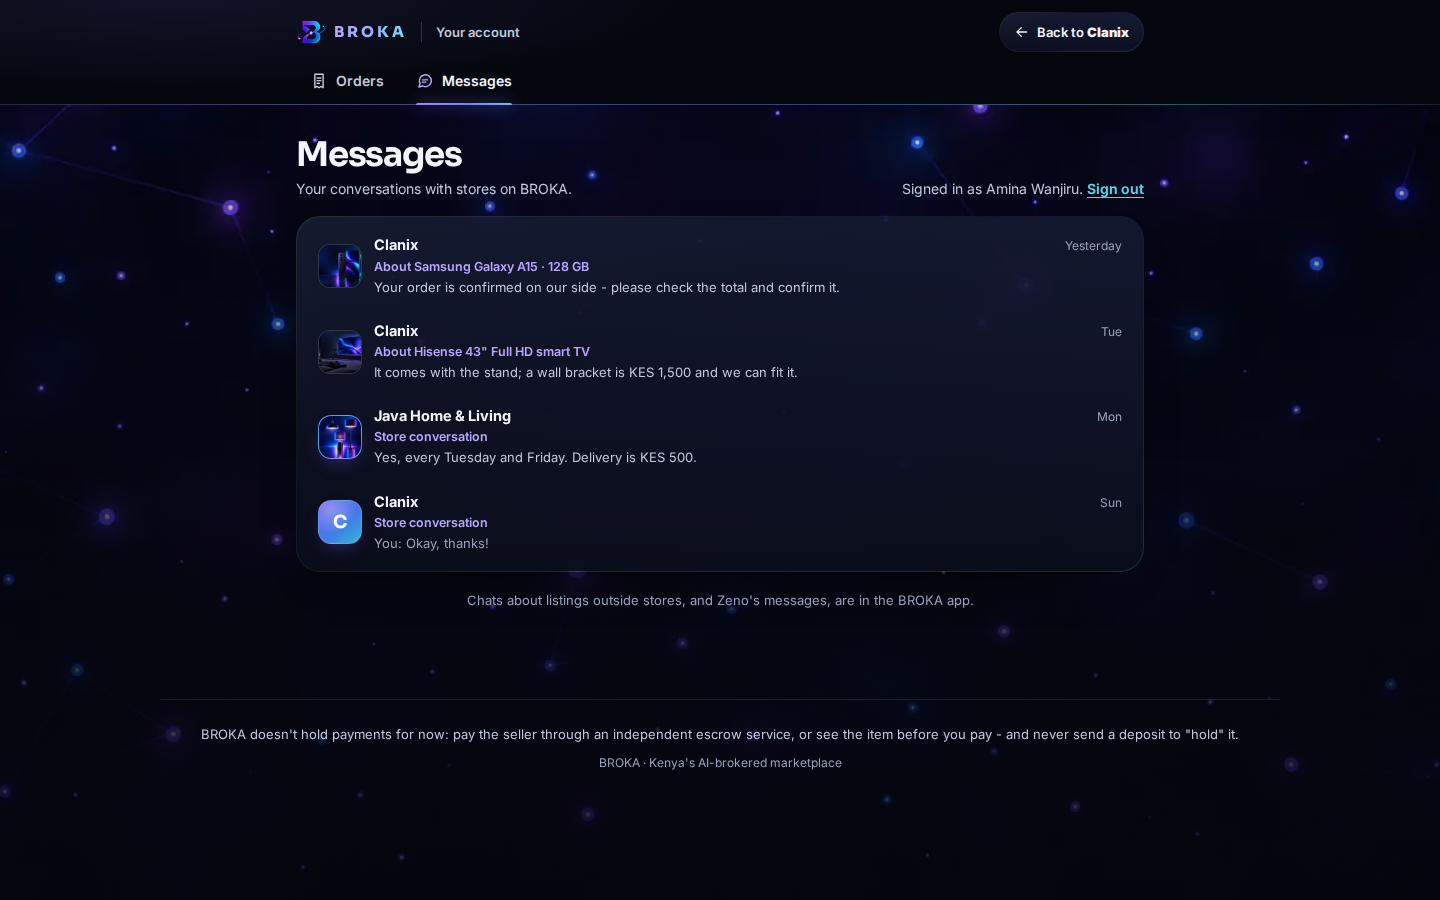 BROKA
Your account
Back to Clanix
Orders
Messages
Messages
Your conversations with stores on BROKA.
Signed in as Amina Wanjiru. Sign out
Clanix
Yesterday
About Samsung Galaxy A15 · 128 GB
Your order is confirmed on our side - please check the total and confirm it.
Clanix
Tue
About Hisense 43" Full HD smart TV
It comes with the stand; a wall bracket is KES 1,500 and we can fit it.
Java Home & Living
Mon
Store conversation
Yes, every Tuesday and Friday. Delivery is KES 500.
C
Clanix
Sun
Store conversation
You: Okay, thanks!
Chats about listings outside stores, and Zeno's messages, are in the BROKA app.
BROKA doesn't hold payments for now: pay the seller through an independent escrow service, or see the item before you pay - and never send a deposit to "hold" it.
BROKA · Kenya's AI-brokered marketplace